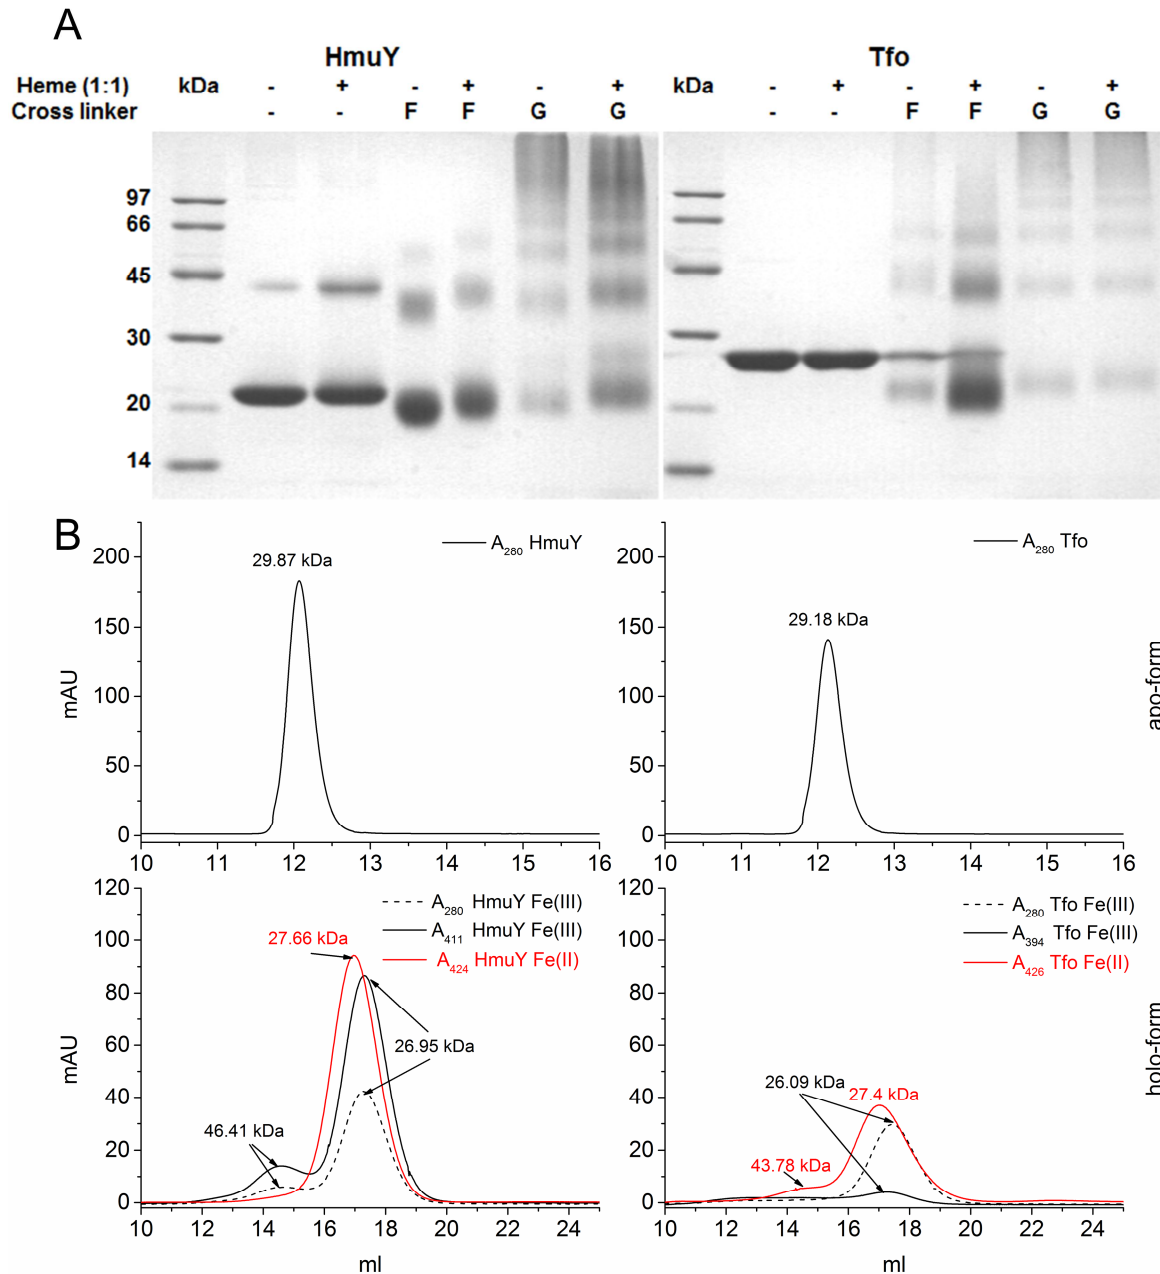 A
HmuY Tfo
Heme (1:1) kDa - + - + - + kDa - + - + - +
Cross linker - - F F G G - - F F G G
97
66
45
30
20
14
B
A280 HmuY
29.87 kDa
200
150
100
50
0
mAU
10 12 13 14 15 16
A280 Tfo
29.18 kDa
200
150
100
50
0
10 11 12 13 14 15 16
apo-form
A280 HmuY Fe(III)
A411 HmuY Fe(III)
A424 HmuY Fe(II)
27.66 kDa
26.95 kDa
46.41 kDa
120
100
80
60
40
20
0
mAU
10 12 14 16 18 20 22 24
ml
A280 Tfo Fe(III)
A394 Tfo Fe(III)
A426 Tfo Fe(II)
26.09 kDa
27.4 kDa
43.78 kDa
120
100
80
60
40
20
0
10 12 14 16 18 20 22 24
ml
holo-form